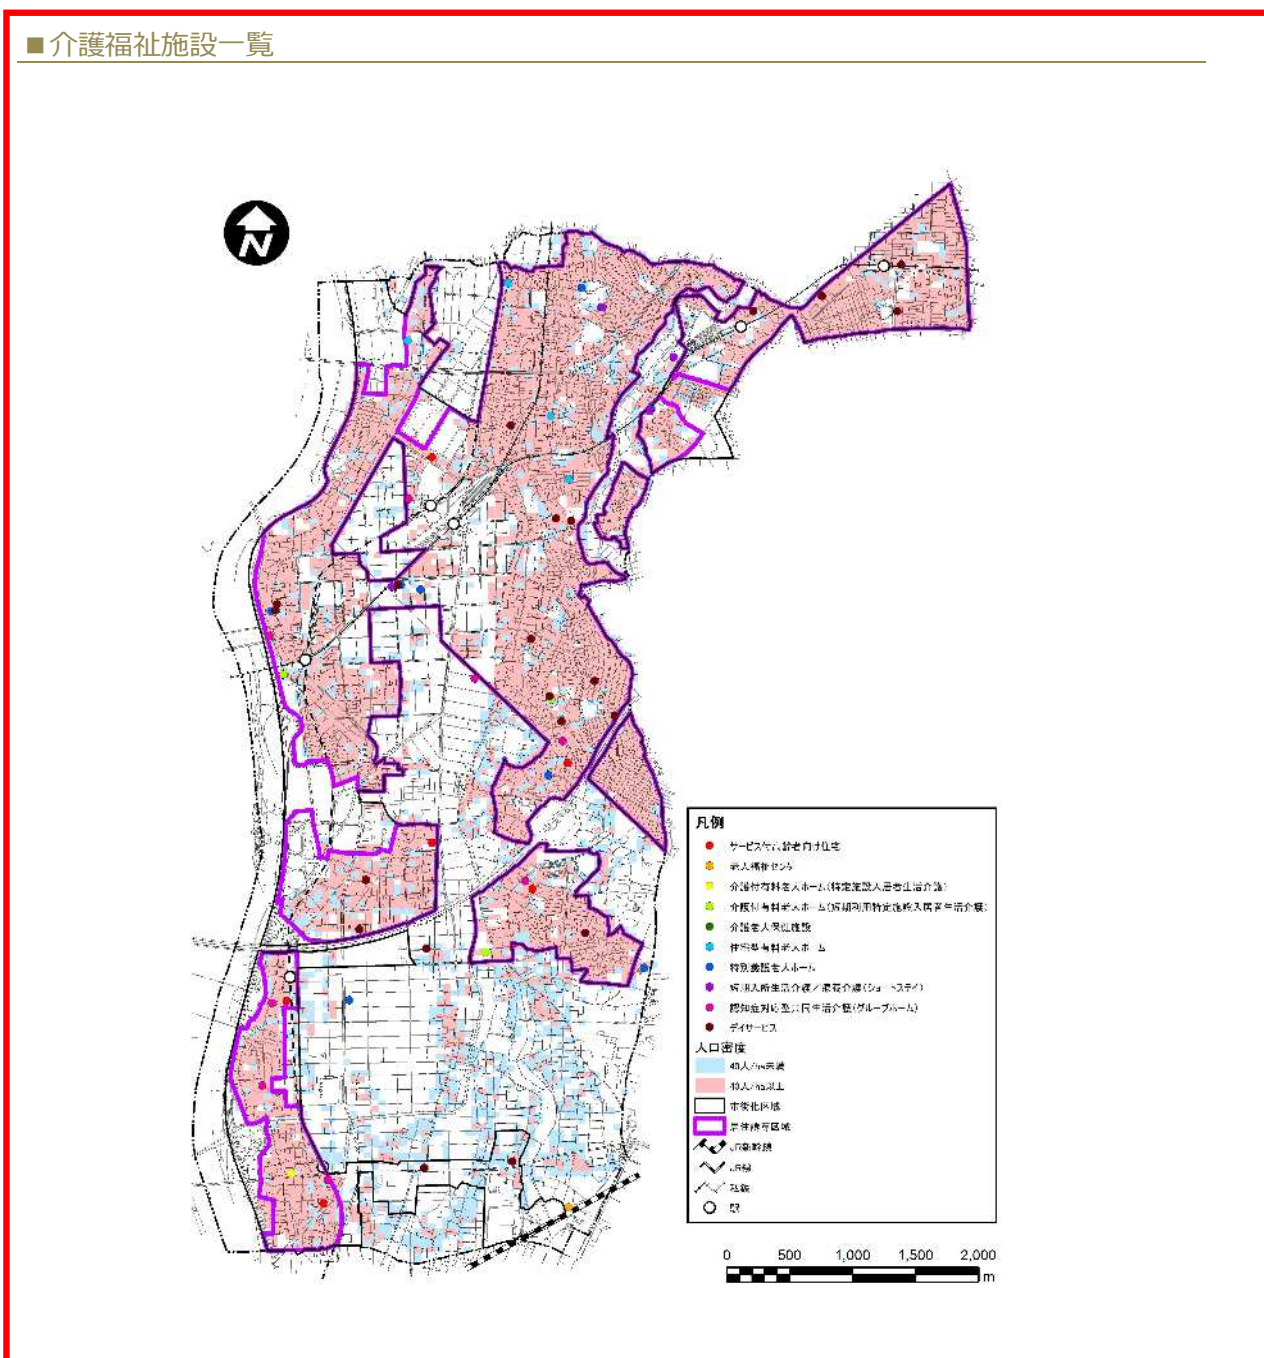 ■介護福祉施設一覧
N
凡例
サービス付高齢者向け住宅
老人福祉センタ
介護付有料老人ホーム(特定施設入居者生活介護)
介護付有料老人ホーム(短期利用特定施設入居者生活介護)
介護老人保健施設
住宅型有料老人ホーム
特別養護老人ホーム
短期入所生活介護/療養介護(ショートステイ)
認知症対応型共同生活介護(グループホーム)
デイサービス
人口密度
40人/ha未満
40人/ha以上
市街化区域
居住誘導区域
JR新幹線
JR線
私鉄
駅
0 500 1,000 1,500 2,000
m